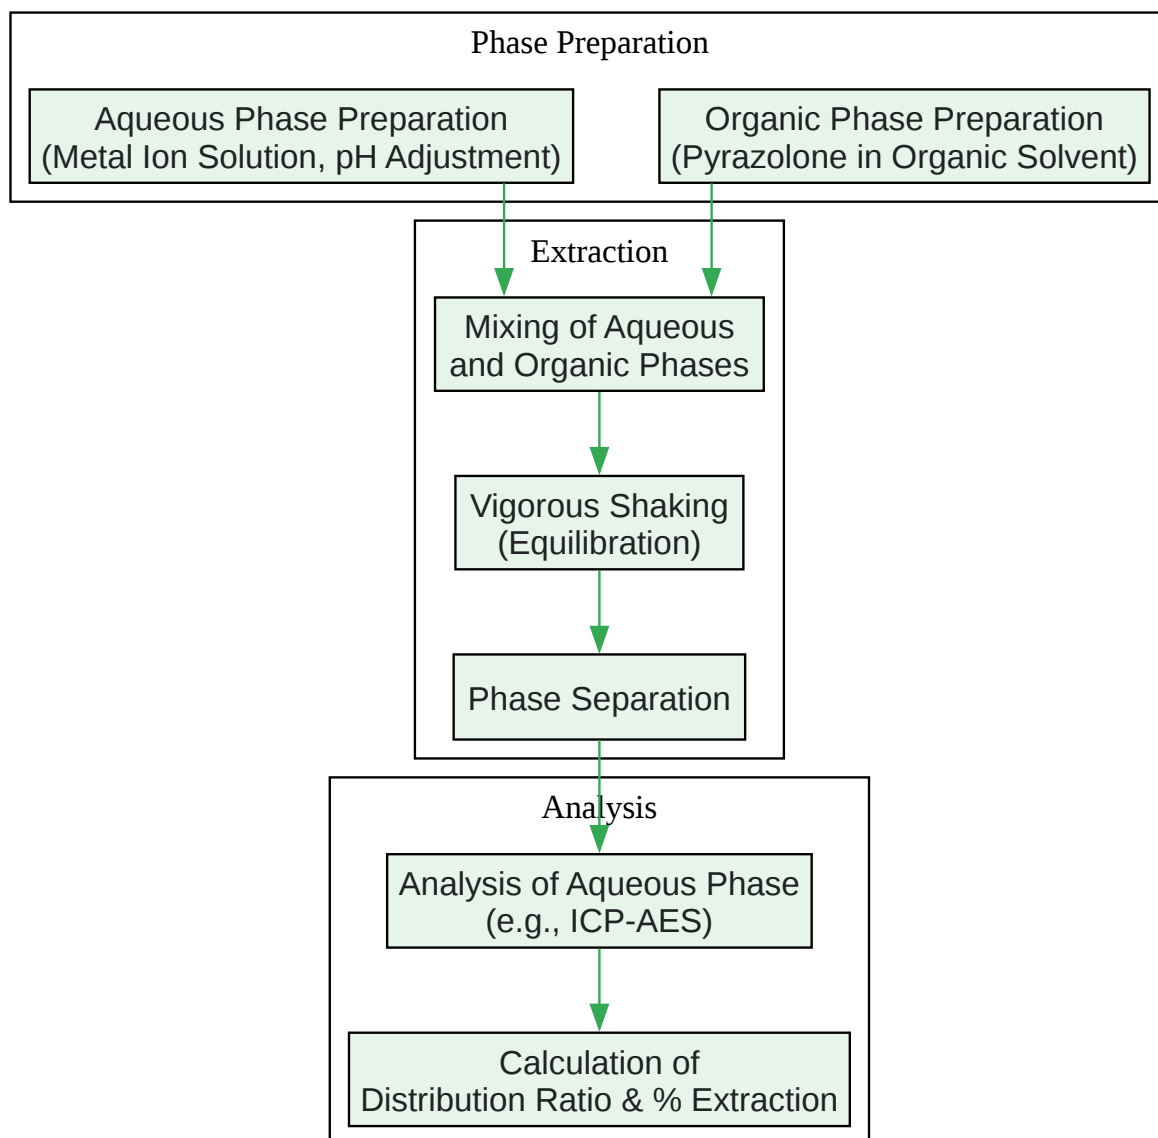 Phase Preparation
Aqueous Phase Preparation
(Metal Ion Solution, pH Adjustment)
Organic Phase Preparation
(Pyrazolone in Organic Solvent)
Extraction
Mixing of Aqueous
and Organic Phases
Vigorous Shaking
(Equilibration)
Phase Separation
Analysis
Analysis of Aqueous Phase
(e.g., ICP-AES)
Calculation of
Distribution Ratio & % Extraction